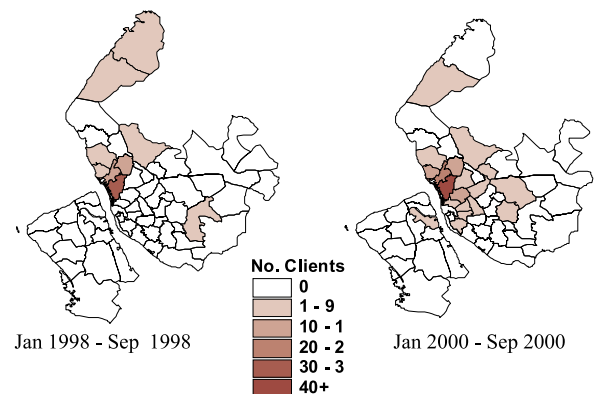 No. Clients
0
1 - 9
10 - 1
20 - 2
30 - 3
40+
Jan 1998 - Sep 1998
Jan 2000 - Sep 2000